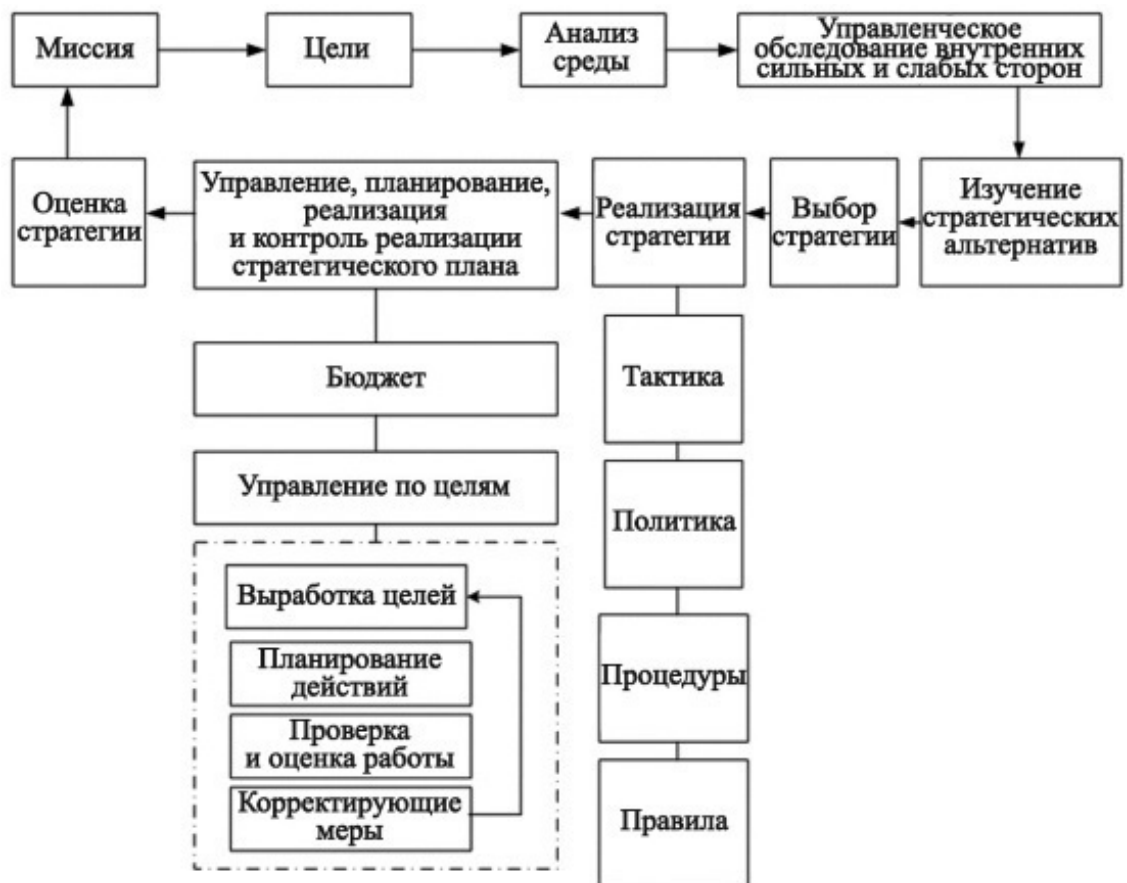 Миссия
Цели
Анализ
среды
Управленческое
обследование внутренних
сильных и слабых сторон
Оценка
стратегии
Управление, планирование,
реализация
и контроль реализации
стратегического плана
Реализация
стратегии
Выбор
стратегии
Изучение
стратегических
альтернатив
Бюджет
Управление по целям
Выработка целей
Планирование
действий
Проверка
и оценка работы
Корректирующие
меры
Тактика
Политика
Процедуры
Правила